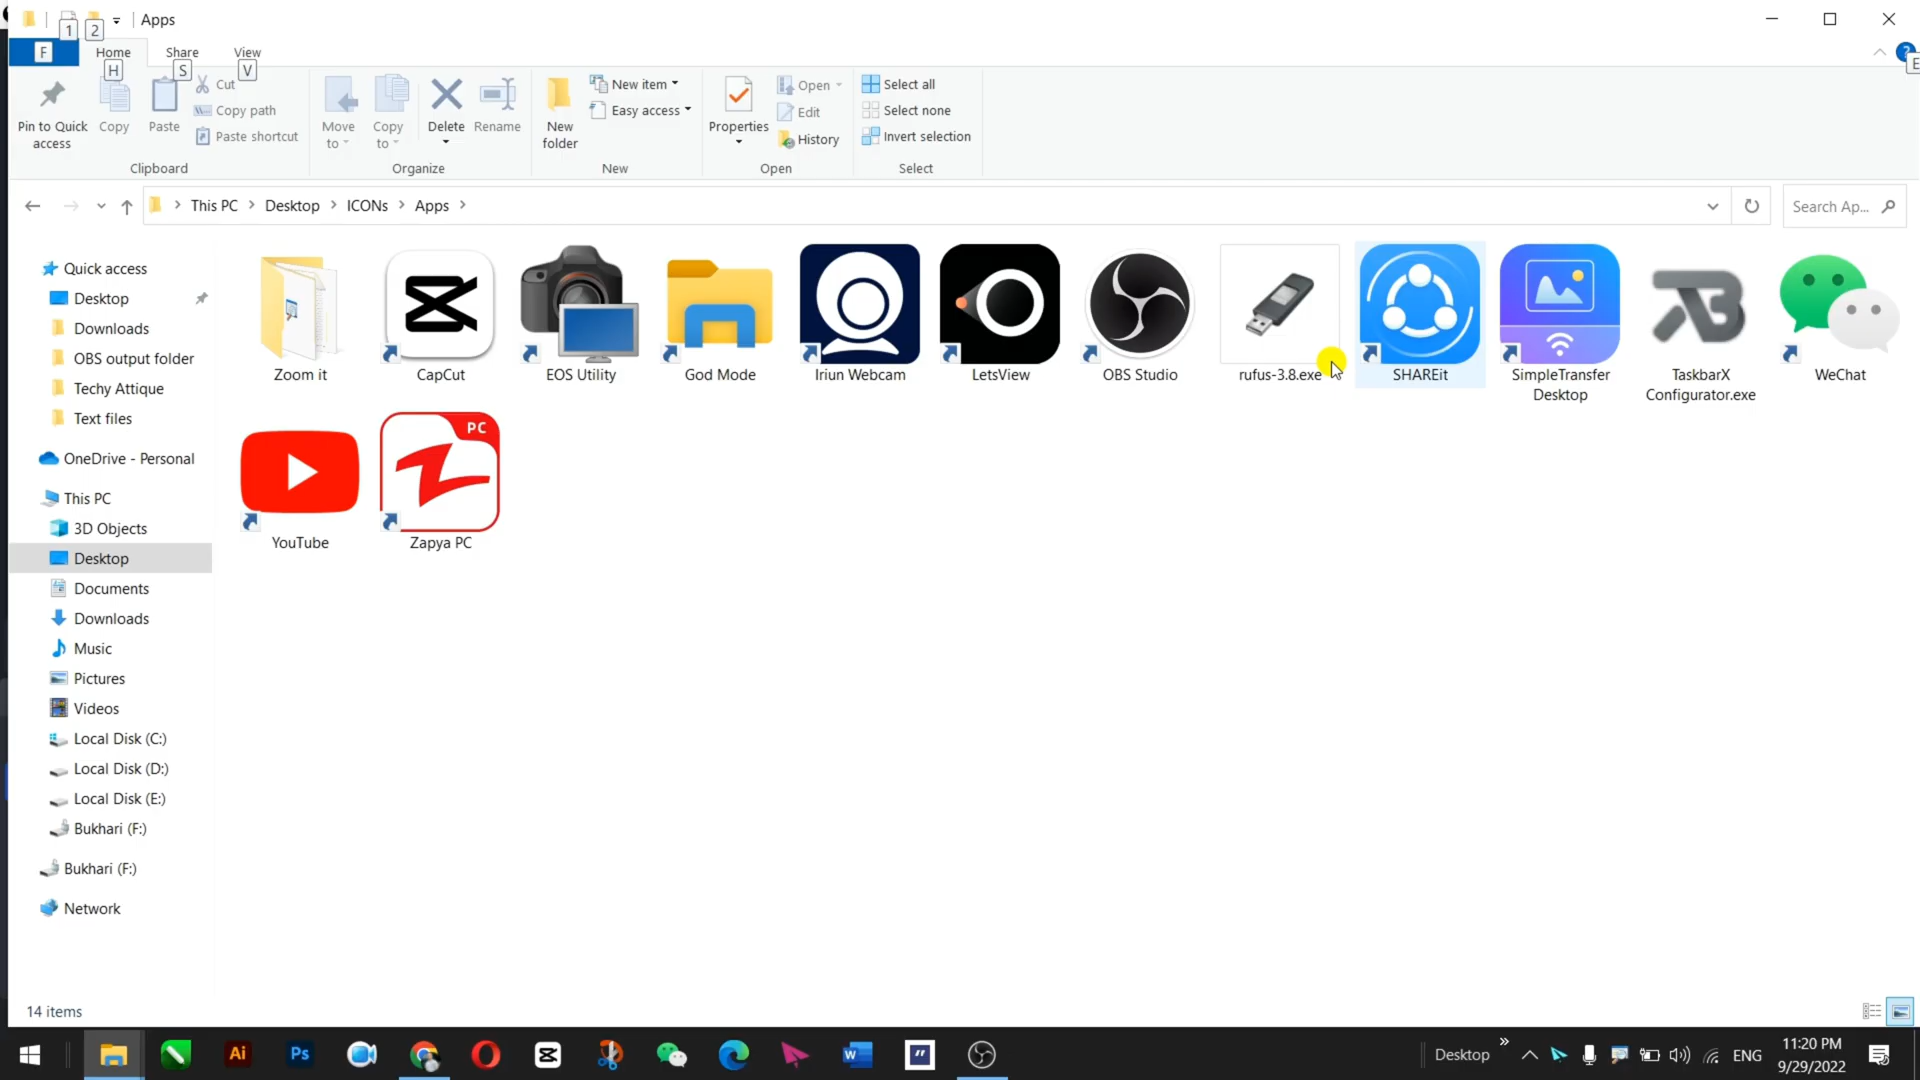 1
2
Apps
F
Home
Share
View
H
S
V
E
Pin to Quick access
Copy
Paste
Cut
Copy path
Paste shortcut
Clipboard
Move to
Copy to
Delete
Rename
Organize
New folder
New item
Easy access
New
Properties
Open
Edit
History
Open
Select all
Select none
Invert selection
Select
This PC
Desktop
ICONs
Apps
Search Ap...
Quick access
Desktop
Downloads
OBS output folder
Techy Attique
Text files
OneDrive - Personal
This PC
3D Objects
Desktop
Documents
Downloads
Music
Pictures
Videos
Local Disk (C:)
Local Disk (D:)
Local Disk (E:)
Bukhari (F:)
Bukhari (F:)
Network
Zoom it
CapCut
EOS Utility
God Mode
Iriun Webcam
LetsView
OBS Studio
rufus-3.8.exe
SHAREit
SimpleTransfer
Desktop
TaskbarX
Configurator.exe
WeChat
YouTube
PC
Zapya PC
14 items
Ai
Ps
W
Desktop
ENG
11:20 PM
9/29/2022